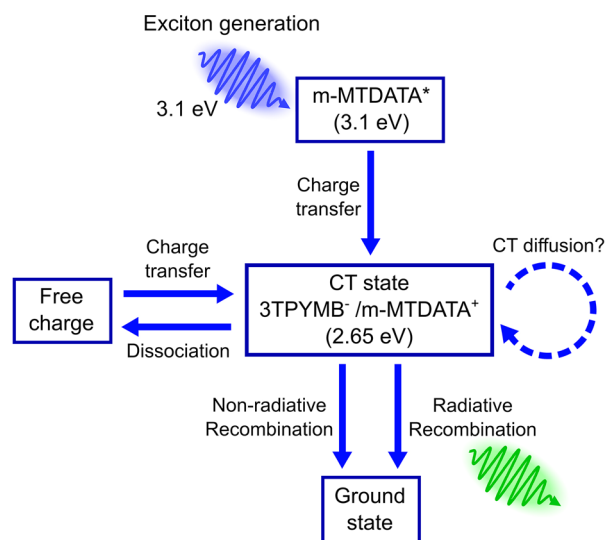 Exciton generation
3.1 eV
m-MTDATA*
(3.1 eV)
Charge
transfer
CT diffusion?
Charge
transfer
Free
charge
Dissociation
CT state
3TPYMB⁻ /m-MTDATA⁺
(2.65 eV)
Non-radiative
Recombination
Radiative
Recombination
Ground
state